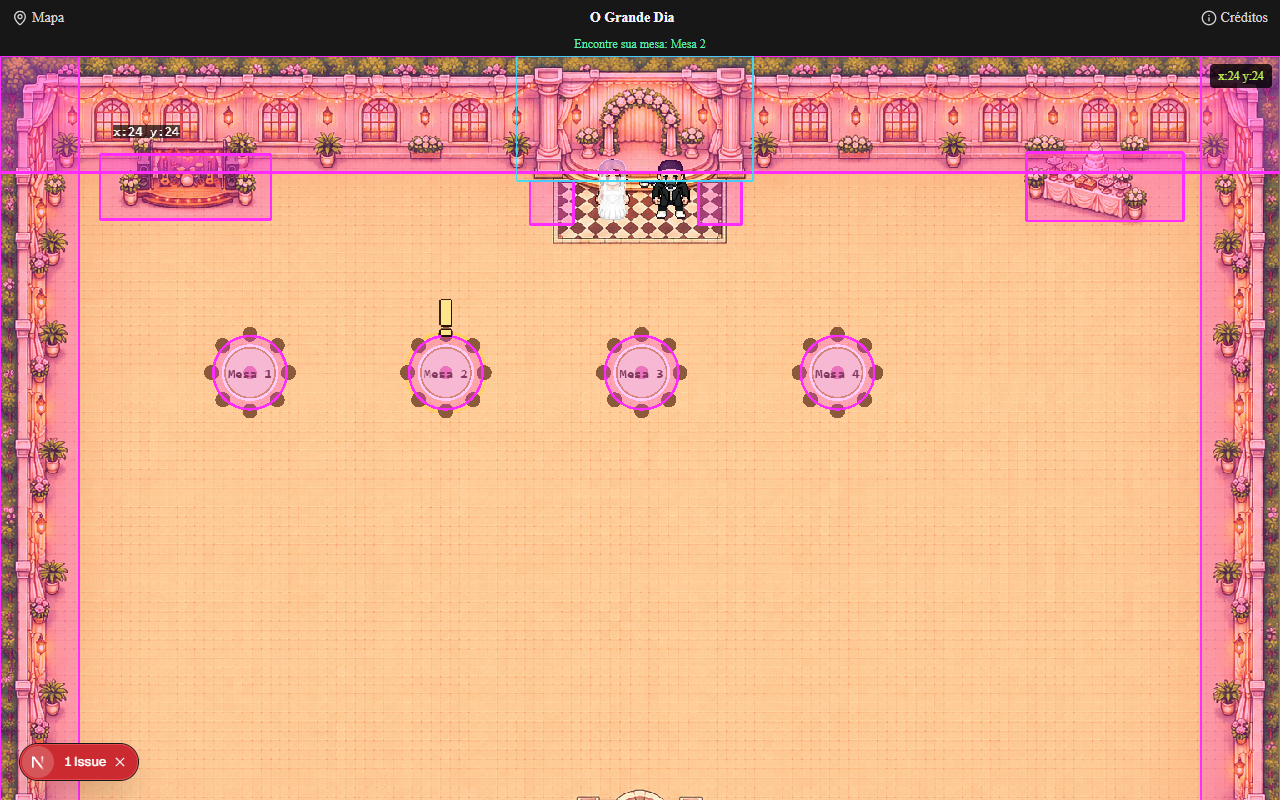 Mapa
O Grande Dia
Créditos
Encontre sua mesa: Mesa 2
x:24 y:24
x:24 y:24
Mesa 1
Mesa 2
Mesa 3
Mesa 4
N
1 Issue